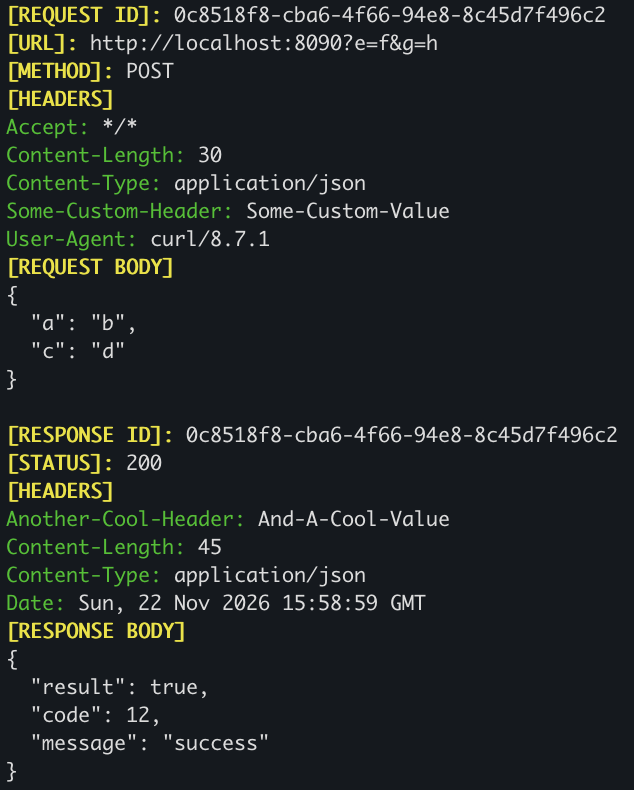 [REQUEST ID]: 0c8518f8-cba6-4f66-94e8-8c45d7f496c2
[URL]: http://localhost:8090?e=f&g=h
[METHOD]: POST
[HEADERS]
Accept: */*
Content-Length: 30
Content-Type: application/json
Some-Custom-Header: Some-Custom-Value
User-Agent: curl/8.7.1
[REQUEST BODY]
{
  "a": "b",
  "c": "d"
}

[RESPONSE ID]: 0c8518f8-cba6-4f66-94e8-8c45d7f496c2
[STATUS]: 200
[HEADERS]
Another-Cool-Header: And-A-Cool-Value
Content-Length: 45
Content-Type: application/json
Date: Sun, 22 Nov 2026 15:58:59 GMT
[RESPONSE BODY]
{
  "result": true,
  "code": 12,
  "message": "success"
}